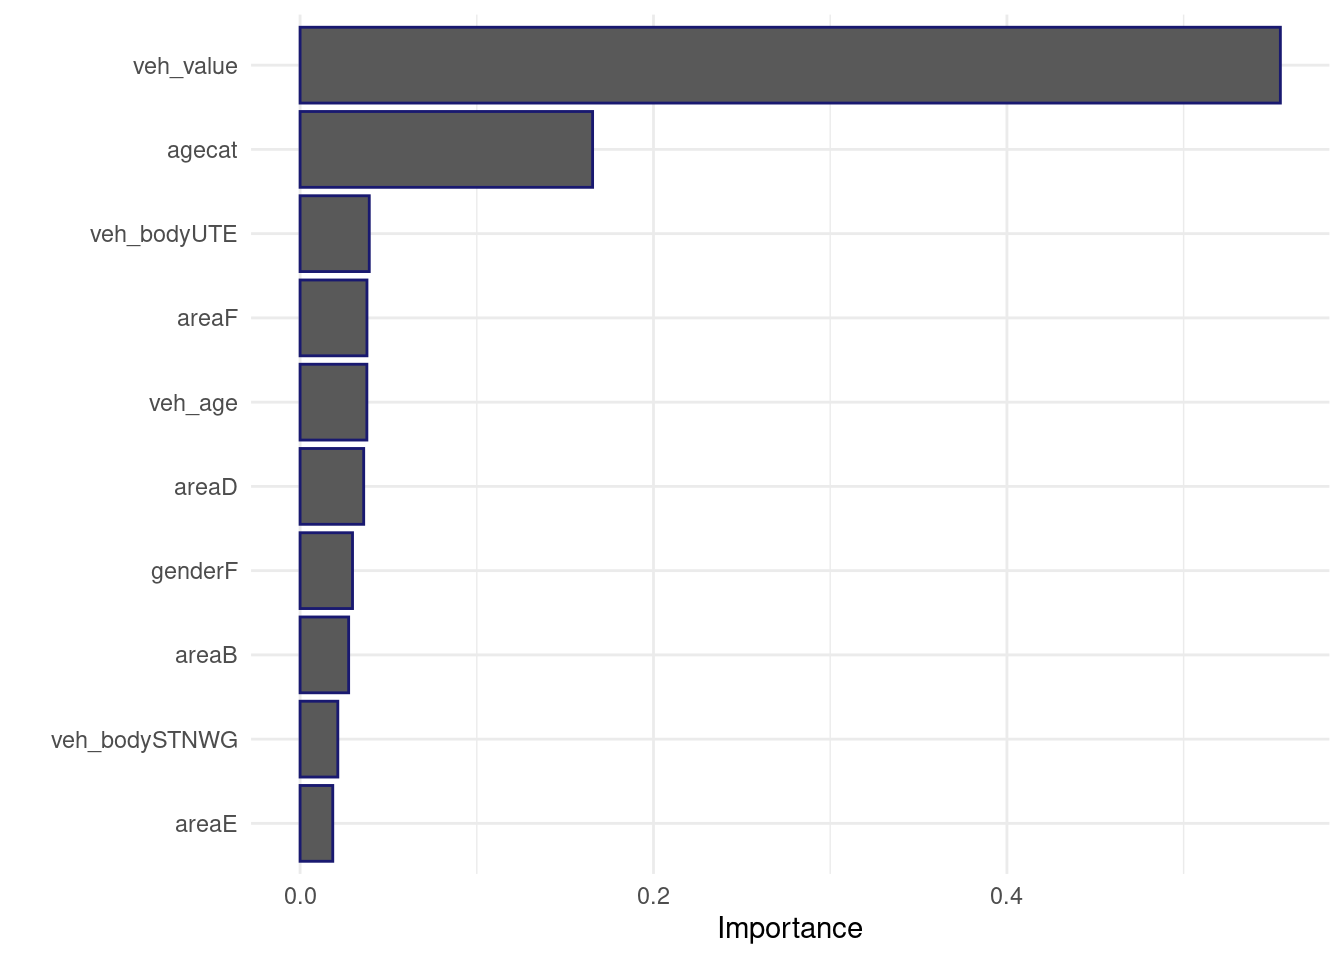 veh_value
agecat
veh_bodyUTE
areaF
veh_age
areaD
genderF
areaB
veh_bodySTNWG
areaE
0.0 0.2 0.4
Importance